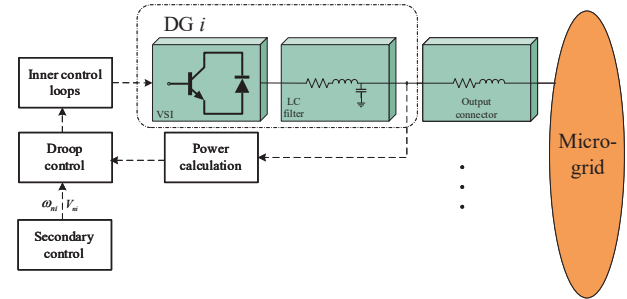 DG i
Inner control
loops
VSI
LC
filter
Output
connector
Micro-
grid
Droop
control
Power
calculation
ωni Vni
Secondary
control